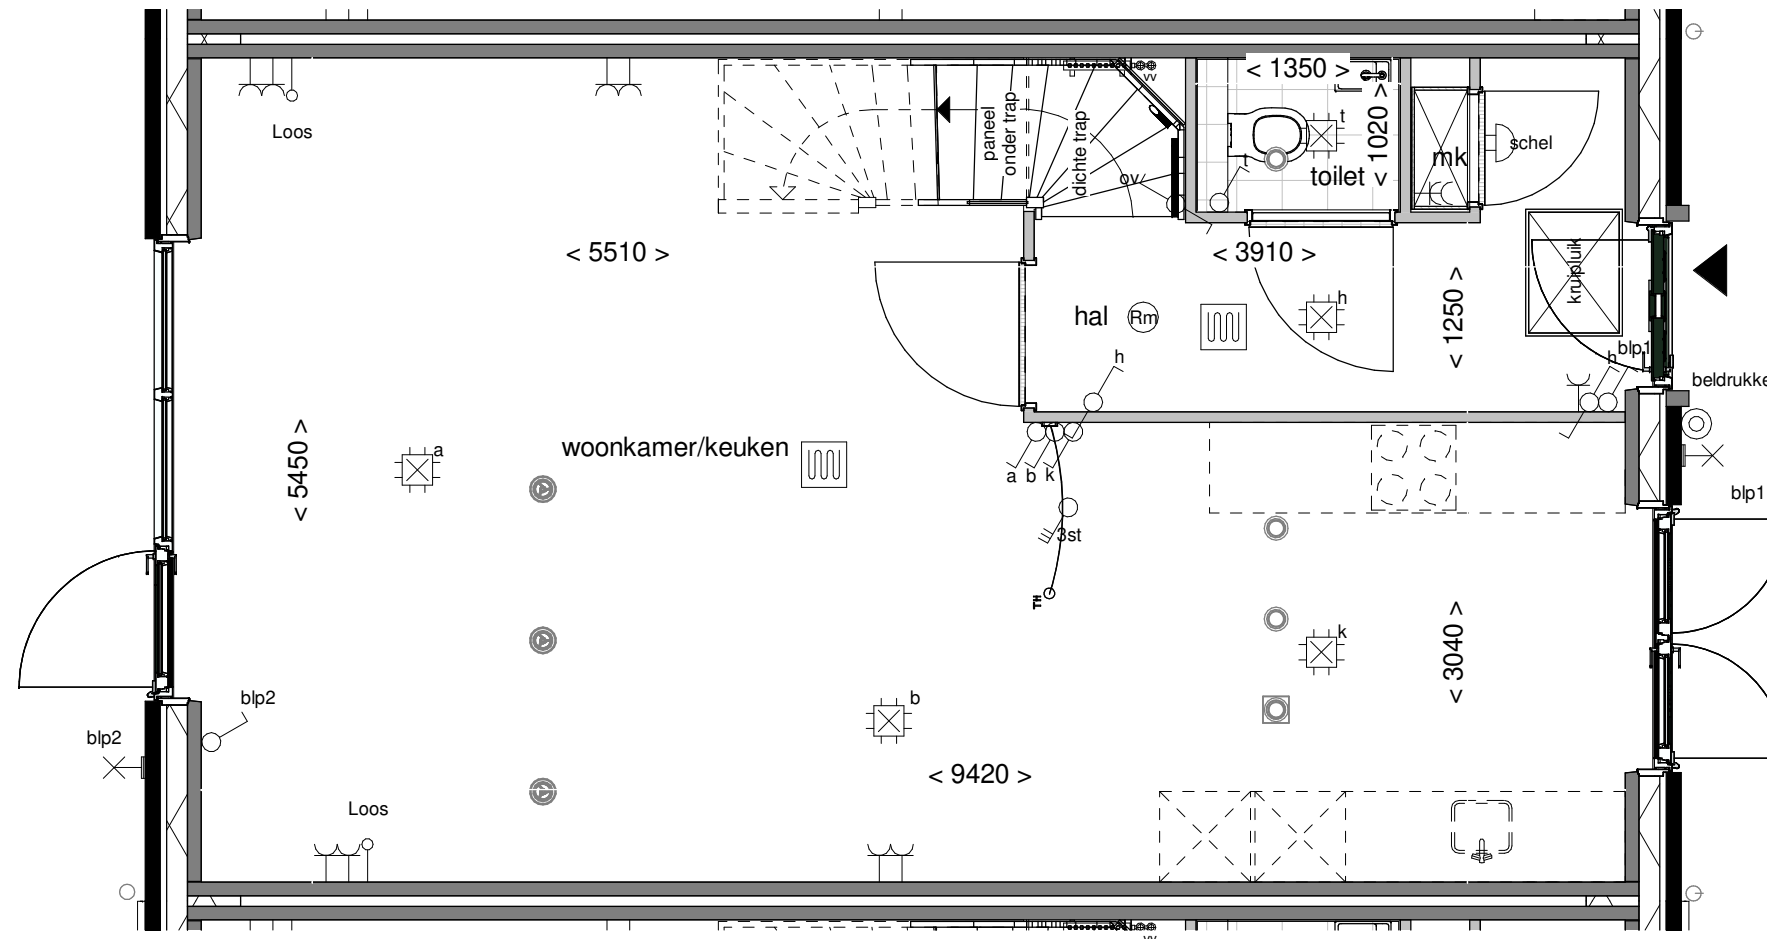 vv
< 1350 >
Loos
paneel
onder trap
dichte trap
ov
t
t
toilet
< 1020 >
mk
schel
< 5510 >
< 3910 >
kruipluik
hal
Rm
h
< 1250 >
h
h
blp1
beldrukke
< 5450 >
a
woonkamer/keuken
a b k
3st
TH
blp1
k
< 3040 >
blp2
blp2
b
< 9420 >
Loos
vv